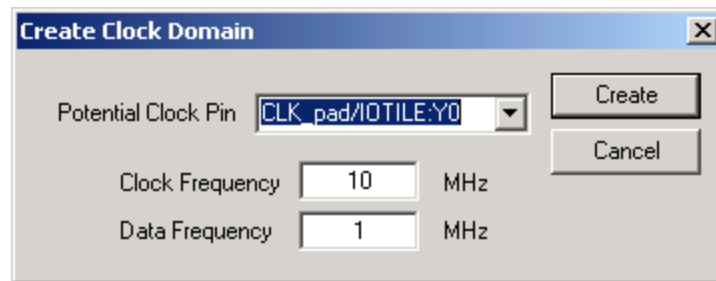 Create Clock Domain
Potential Clock Pin CLK_pad/IOTILE:Y0 Create
Cancel
Clock Frequency 10 MHz
Data Frequency 1 MHz